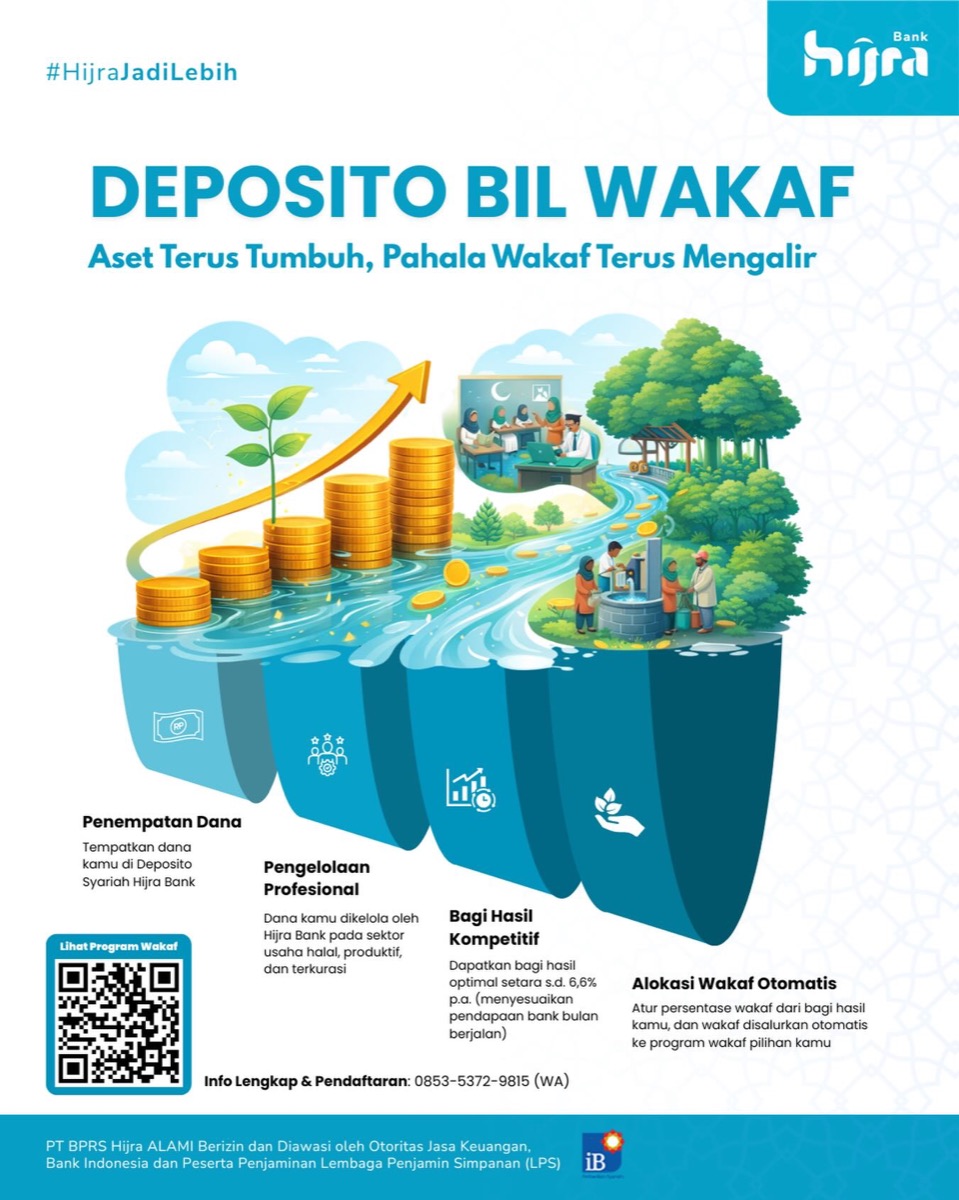 #HijraJadiLebih
Bank
hijra
DEPOSITO BIL WAKAF
Aset Terus Tumbuh, Pahala Wakaf Terus Mengalir
RP
Penempatan Dana
Tempatkan dana
kamu di Deposito
Syariah Hijra Bank
Pengelolaan
Profesional
Dana kamu dikelola oleh
Hijra Bank pada sektor
usaha halal, produktif,
dan terkurasi
Bagi Hasil
Kompetitif
Dapatkan bagi hasil
optimal setara s.d. 6,6%
p.a. (menyesuaikan
pendapaan bank bulan
berjalan)
Alokasi Wakaf Otomatis
Atur persentase wakaf dari bagi hasil
kamu, dan wakaf disalurkan otomatis
ke program wakaf pilihan kamu
Lihat Program Wakaf
Info Lengkap & Pendaftaran: 0853-5372-9815 (WA)
PT BPRS Hijra ALAMI Berizin dan Diawasi oleh Otoritas Jasa Keuangan,
Bank Indonesia dan Peserta Penjaminan Lembaga Penjamin Simpanan (LPS)
iB